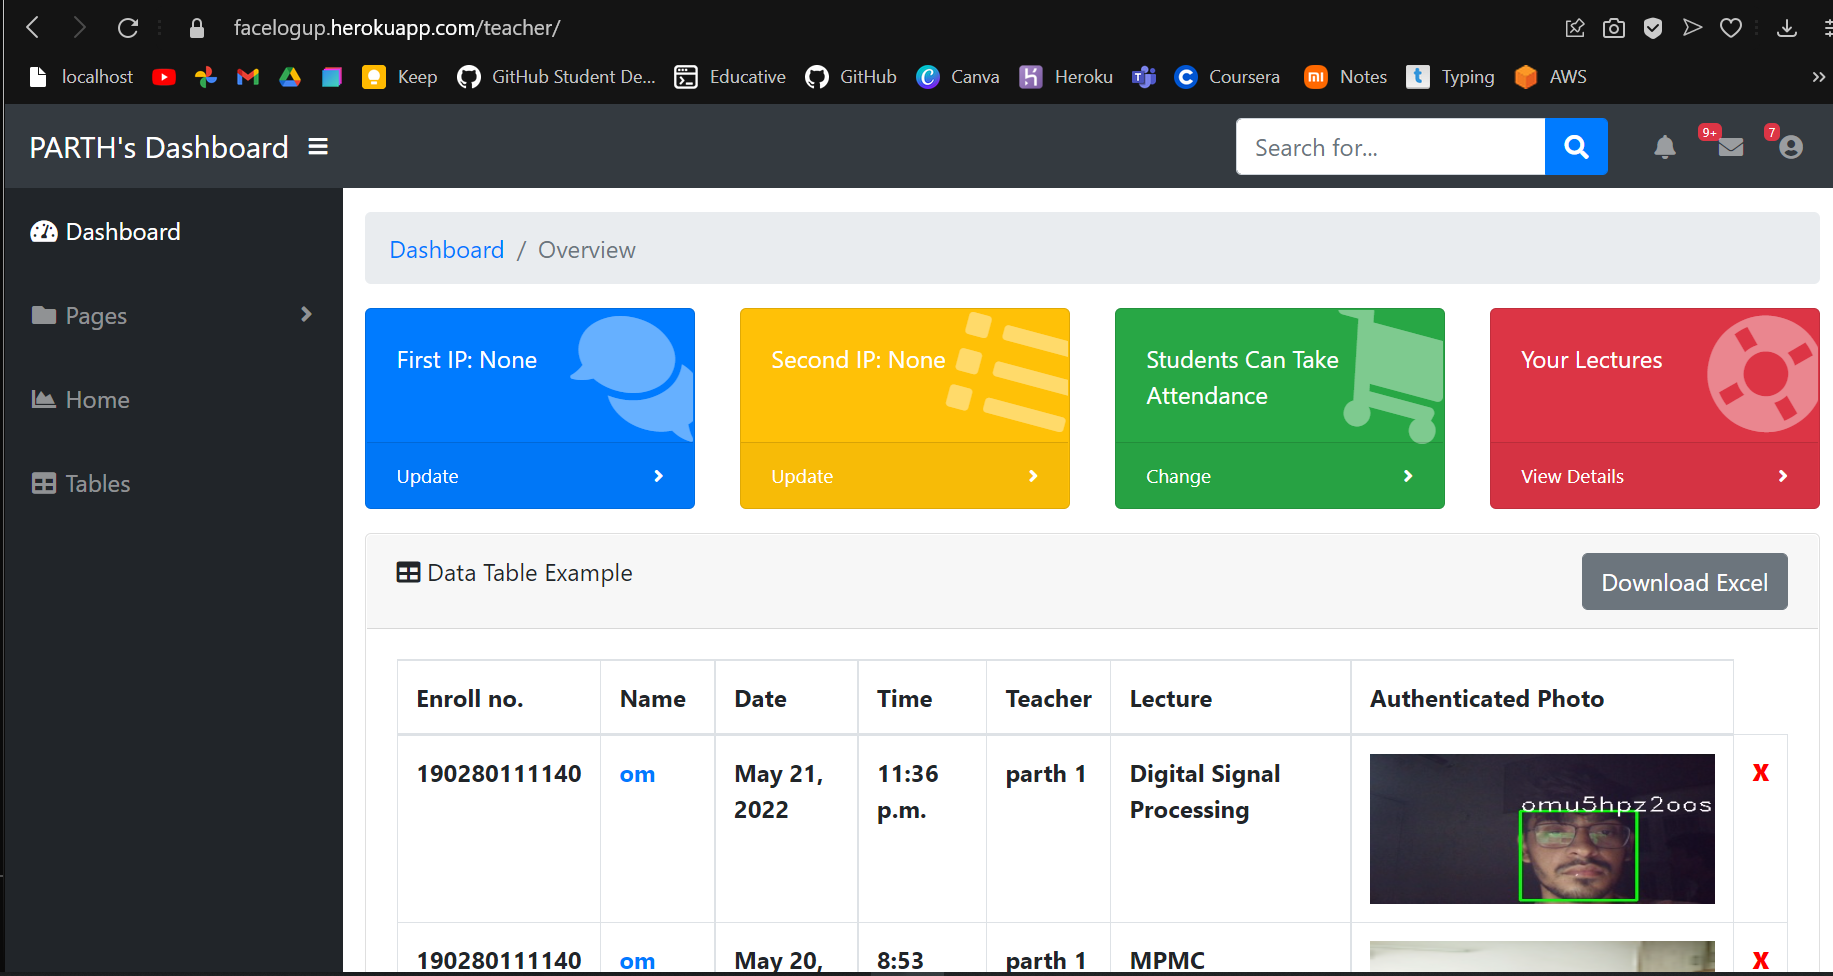 facelogup.herokuapp.com/teacher/
localhost Keep GitHub Student De... Educative GitHub Canva Heroku Coursera Notes Typing AWS
PARTH's Dashboard
Search for...
9+
7
Dashboard
Pages
Home
Tables
Dashboard / Overview
First IP: None
Update
Second IP: None
Update
Students Can Take
Attendance
Change
Your Lectures
View Details
Data Table Example
Download Excel
Enroll no. Name Date Time Teacher Lecture Authenticated Photo
190280111140 om May 21, 11:36 parth 1 Digital Signal X
2022 p.m. Processing
omu5hpz2oos
190280111140 om May 20, 8:53 parth 1 MPMC X